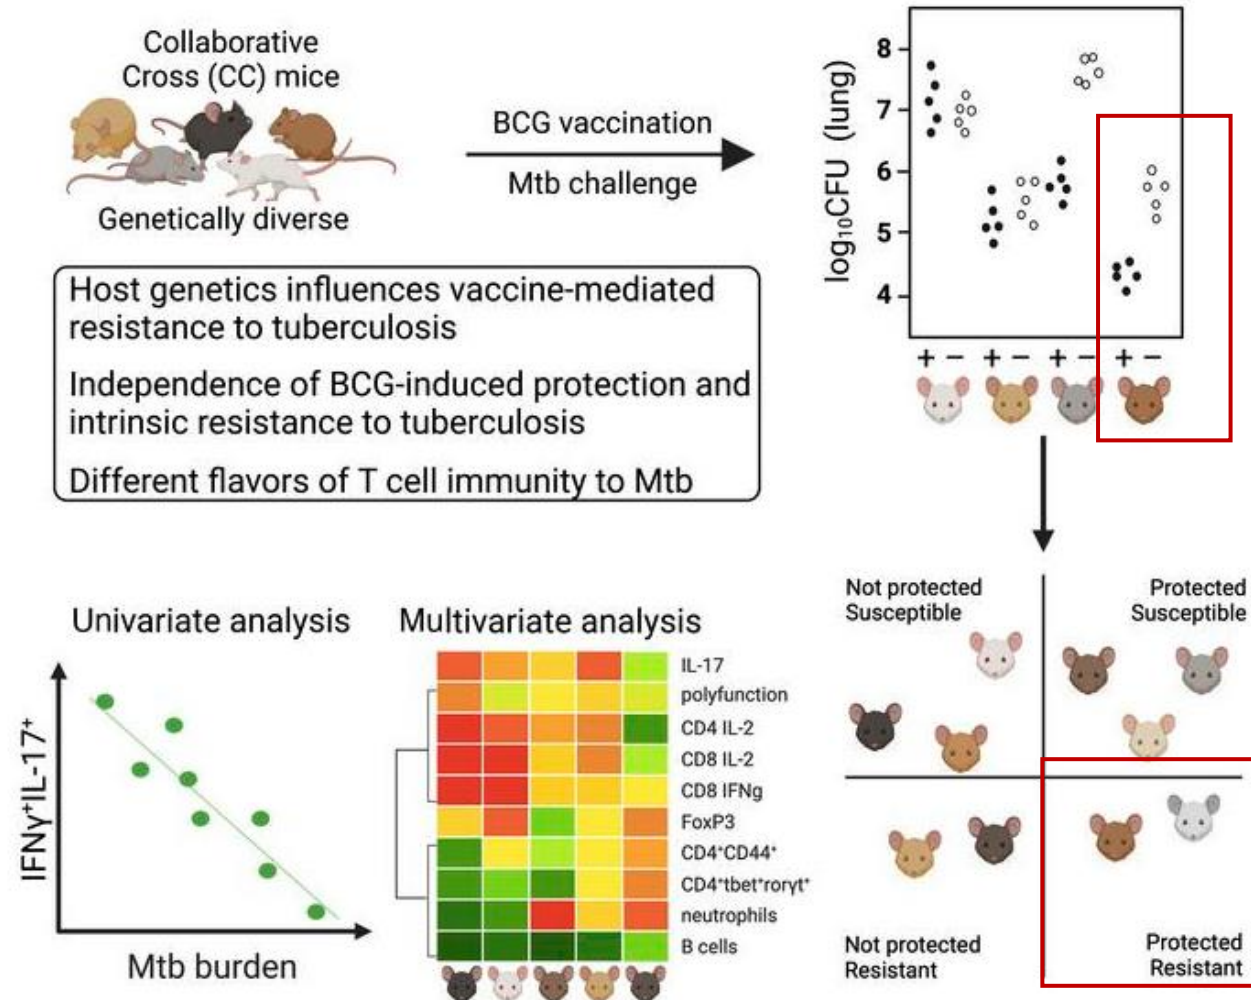 Collaborative
Cross (CC) mice
Genetically diverse
BCG vaccination
Mtb challenge
log₁₀CFU (lung)
8
7
6
5
4
+ − + − + − + −
Host genetics influences vaccine-mediated
resistance to tuberculosis
Independence of BCG-induced protection and
intrinsic resistance to tuberculosis
Different flavors of T cell immunity to Mtb
Univariate analysis
IFNγ⁺IL-17⁺
Mtb burden
Multivariate analysis
IL-17
polyfunction
CD4 IL-2
CD8 IL-2
CD8 IFNg
FoxP3
CD4⁺CD44⁺
CD4⁺tbet⁺rorγt⁺
neutrophils
B cells
Not protected
Susceptible
Protected
Susceptible
Not protected
Resistant
Protected
Resistant